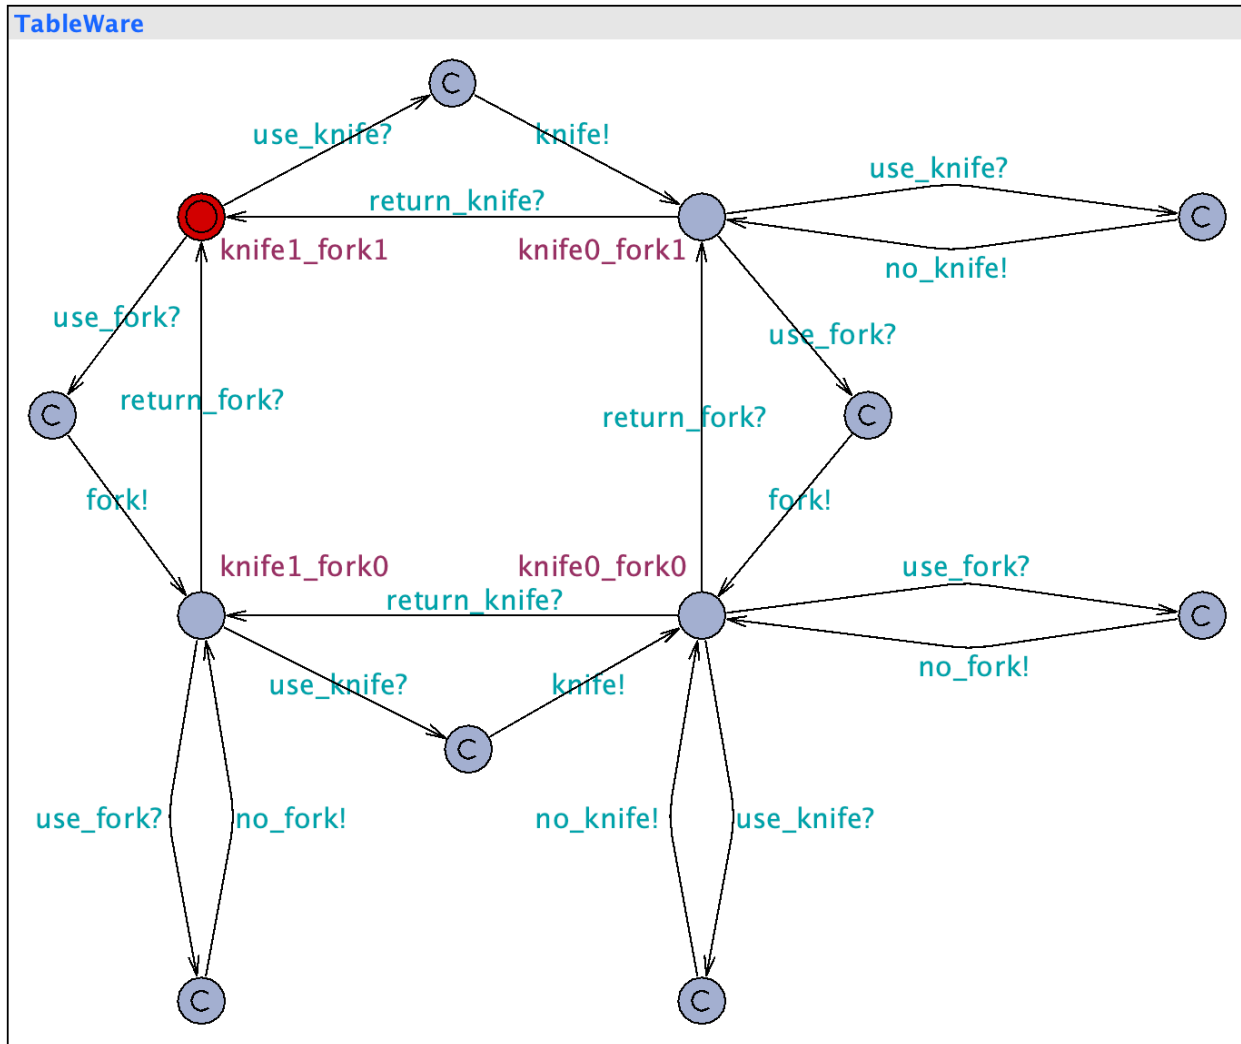 TableWare
C
use_knife?
knife!
use_knife?
return_knife?
C
knife1_fork1
knife0_fork1
no_knife!
use_fork?
use_fork?
return_fork?
C
return_fork?
C
fork!
fork!
knife1_fork0
knife0_fork0
use_fork?
return_knife?
C
no_fork!
use_knife?
knife!
C
use_fork?
no_fork!
no_knife!
use_knife?
C
C